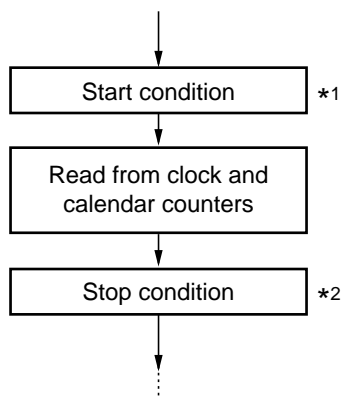 Start condition *1
Read from clock and
calendar counters
Stop condition *2